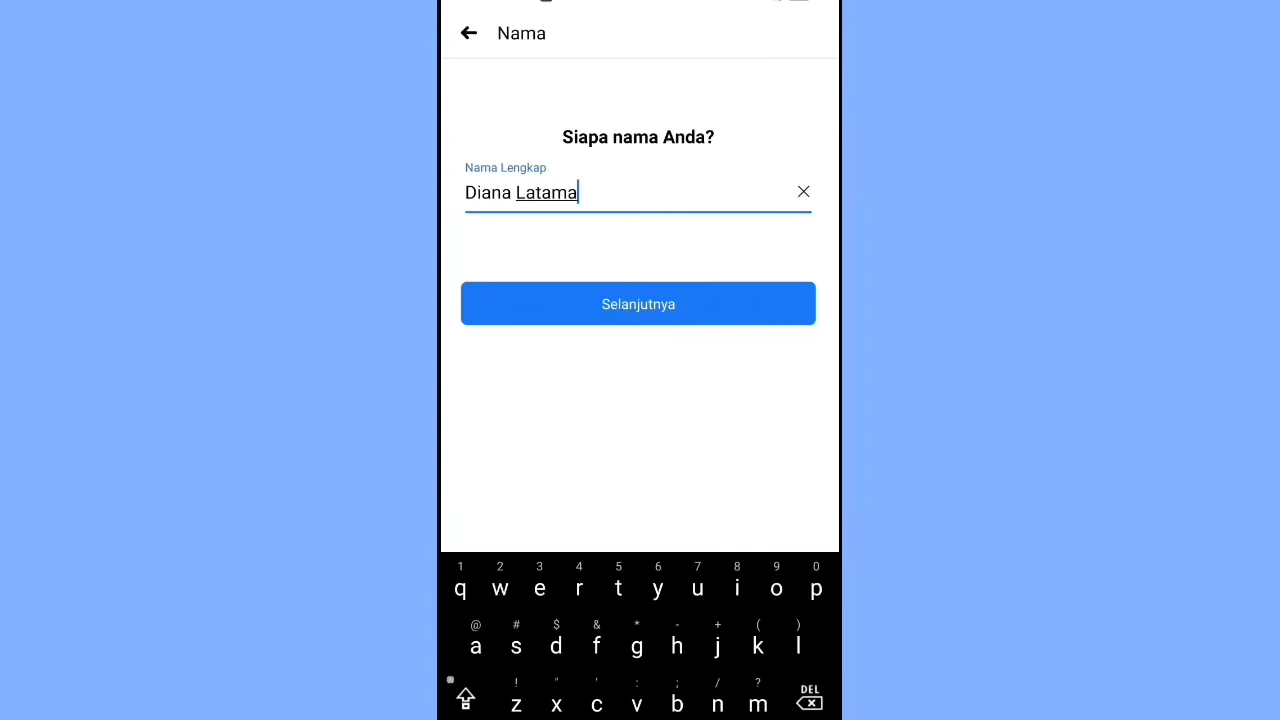 Nama
Siapa nama Anda?
Nama Lengkap
Diana Latama
Selanjutnya
1 2 3 4 5 6 7 8 9 0
q w e r t y u i o p
@ # $ & * - + ( )
a s d f g h j k l
! " ' : ; / ?
DEL
z x c v b n m